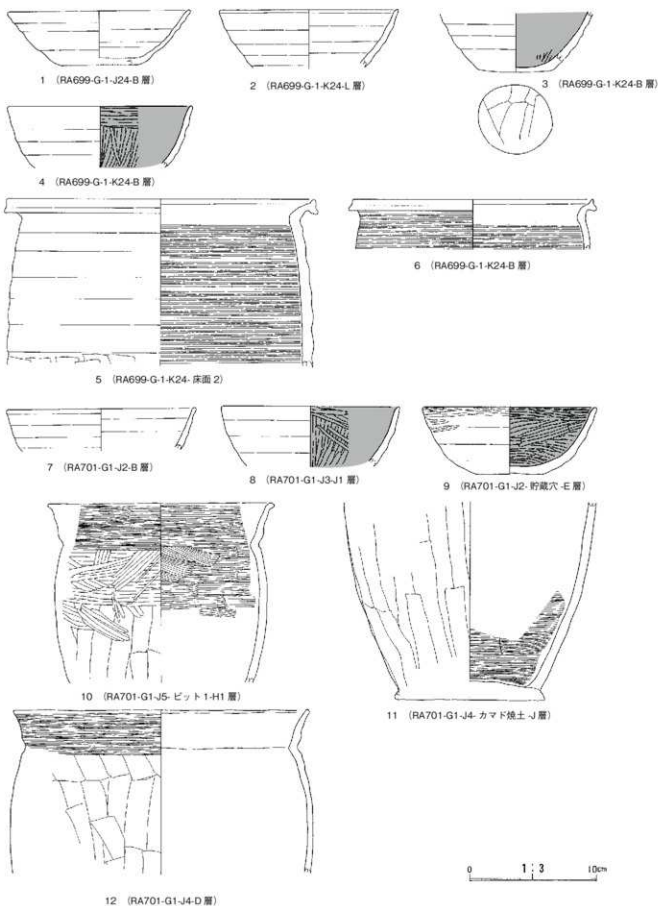 1 (RA699-G-1-J24-B 層)
2 (RA699-G-1-K24-L 層)
3 (RA699-G-1-K24-B 層)
4 (RA699-G-1-K24-B 層)
5 (RA699-G-1-K24- 床面 2)
6 (RA699-G-1-K24-B 層)
7 (RA701-G1-J2-B 層)
8 (RA701-G1-J3-J1 層)
9 (RA701-G1-J2- 貯蔵穴 -E 層)
10 (RA701-G1-J5- ピット 1-H1 層)
11 (RA701-G1-J4- カマド焼土 -J 層)
12 (RA701-G1-J4-D 層)
0 1:3 10cm